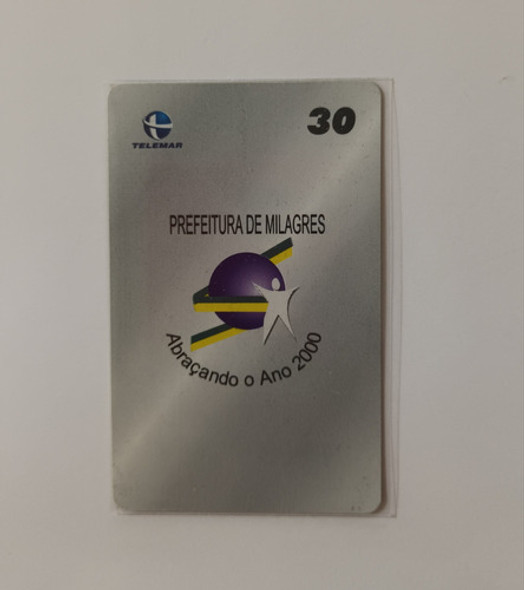 TELEMAR
30
PREFEITURA DE MILAGRES
Abraçando o Ano 2000